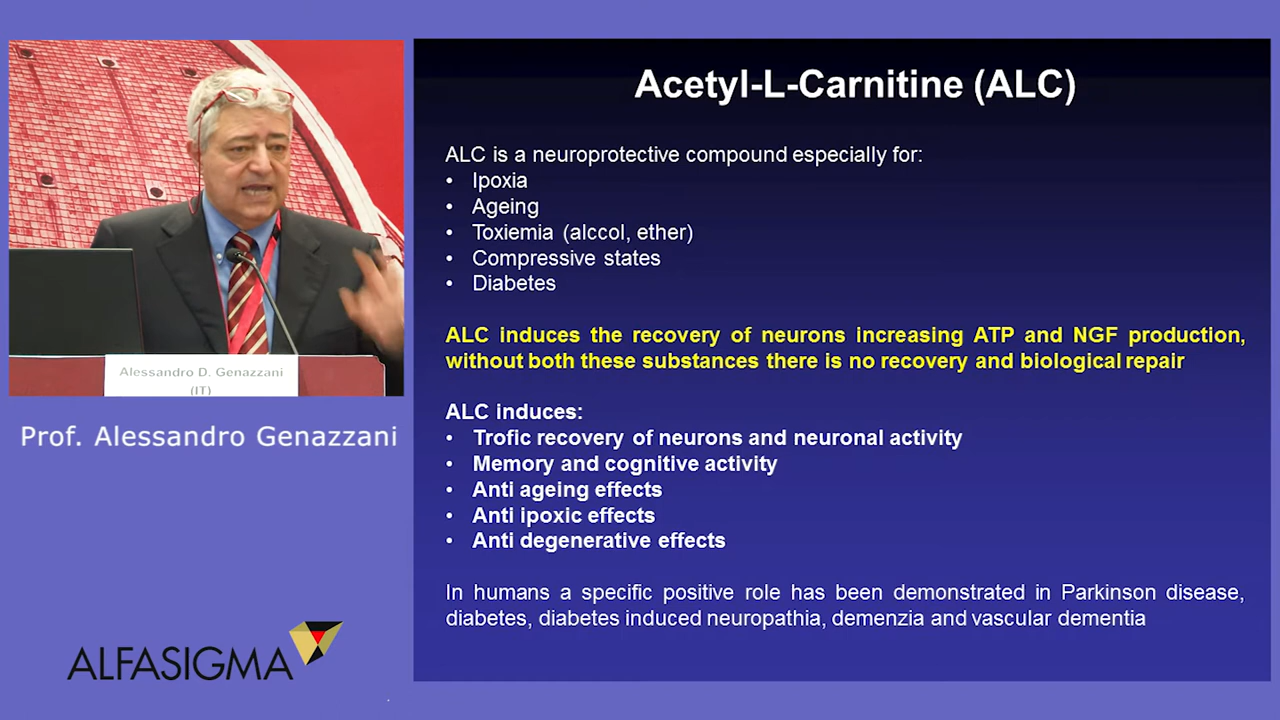 Acetyl-L-Carnitine (ALC)
ALC is a neuroprotective compound especially for:
• Ipoxia
• Ageing
• Toxiemia (alccol, ether)
• Compressive states
• Diabetes
ALC induces the recovery of neurons increasing ATP and NGF production,
without both these substances there is no recovery and biological repair
ALC induces:
• Trofic recovery of neurons and neuronal activity
• Memory and cognitive activity
• Anti ageing effects
• Anti ipoxic effects
• Anti degenerative effects
In humans a specific positive role has been demonstrated in Parkinson disease,
diabetes, diabetes induced neuropathia, demenzia and vascular dementia
Alessandro D. Genazzani
(IT)
Prof. Alessandro Genazzani
ALFASIGMA